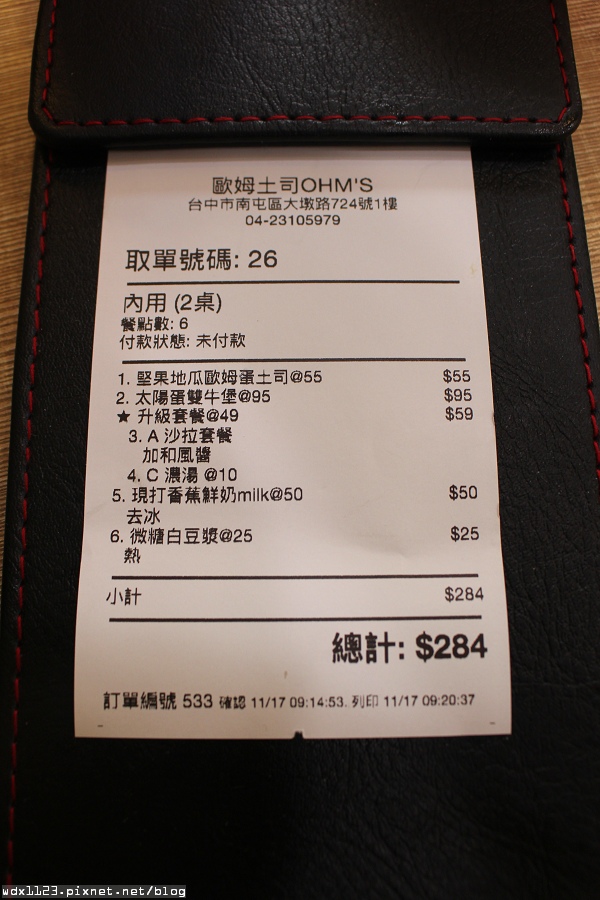 歐姆土司OHM'S
台中市南屯區大墩路724號1樓
04-23105979
取單號碼: 26
內用 (2桌)
餐點數: 6
付款狀態: 未付款
1. 堅果地瓜歐姆蛋土司@55 $55
2. 太陽蛋雙牛堡@95 $95
★ 升級套餐@49 $59
3. A 沙拉套餐
加和風醬
4. C 濃湯 @10
5. 現打香蕉鮮奶milk@50 $50
去冰
6. 微糖白豆漿@25 $25
熱
小計 $284
總計: $284
訂單編號 533 確認 11/17 09:14:53. 列印 11/17 09:20:37
wdx1123.pixnet.net/blog